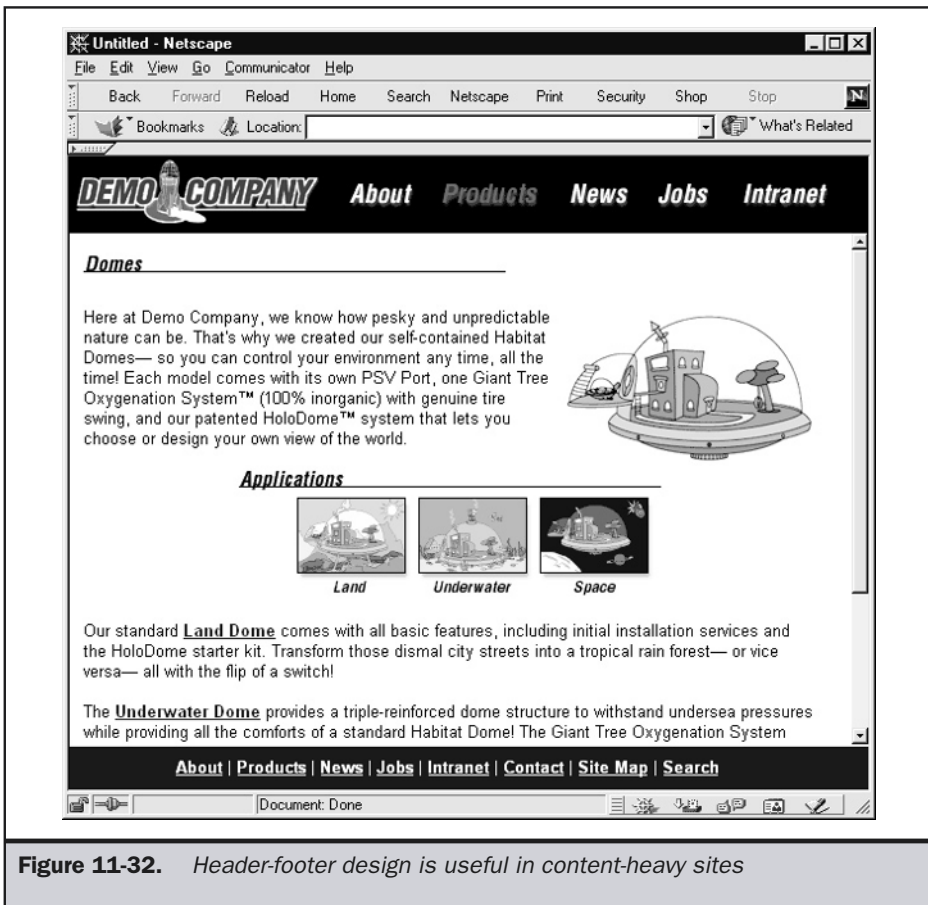 Untitled - Netscape
File Edit View Go Communicator Help
Back Forward Reload Home Search Netscape Print Security Shop Stop N
Bookmarks Location: What's Related
DEMO COMPANY About Products News Jobs Intranet
Domes
Here at Demo Company, we know how pesky and unpredictable
nature can be. That's why we created our self-contained Habitat
Domes— so you can control your environment any time, all the
time! Each model comes with its own PSV Port, one Giant Tree
Oxygenation System™ (100% inorganic) with genuine tire
swing, and our patented HoloDome™ system that lets you
choose or design your own view of the world.
Applications
Land Underwater Space
Our standard Land Dome comes with all basic features, including initial installation services and
the HoloDome starter kit. Transform those dismal city streets into a tropical rain forest— or vice
versa— all with the flip of a switch!
The Underwater Dome provides a triple-reinforced dome structure to withstand undersea pressures
while providing all the comforts of a standard Habitat Dome! The Giant Tree Oxygenation System
About | Products | News | Jobs | Intranet | Contact | Site Map | Search
Document: Done
Figure 11-32. Header-footer design is useful in content-heavy sites